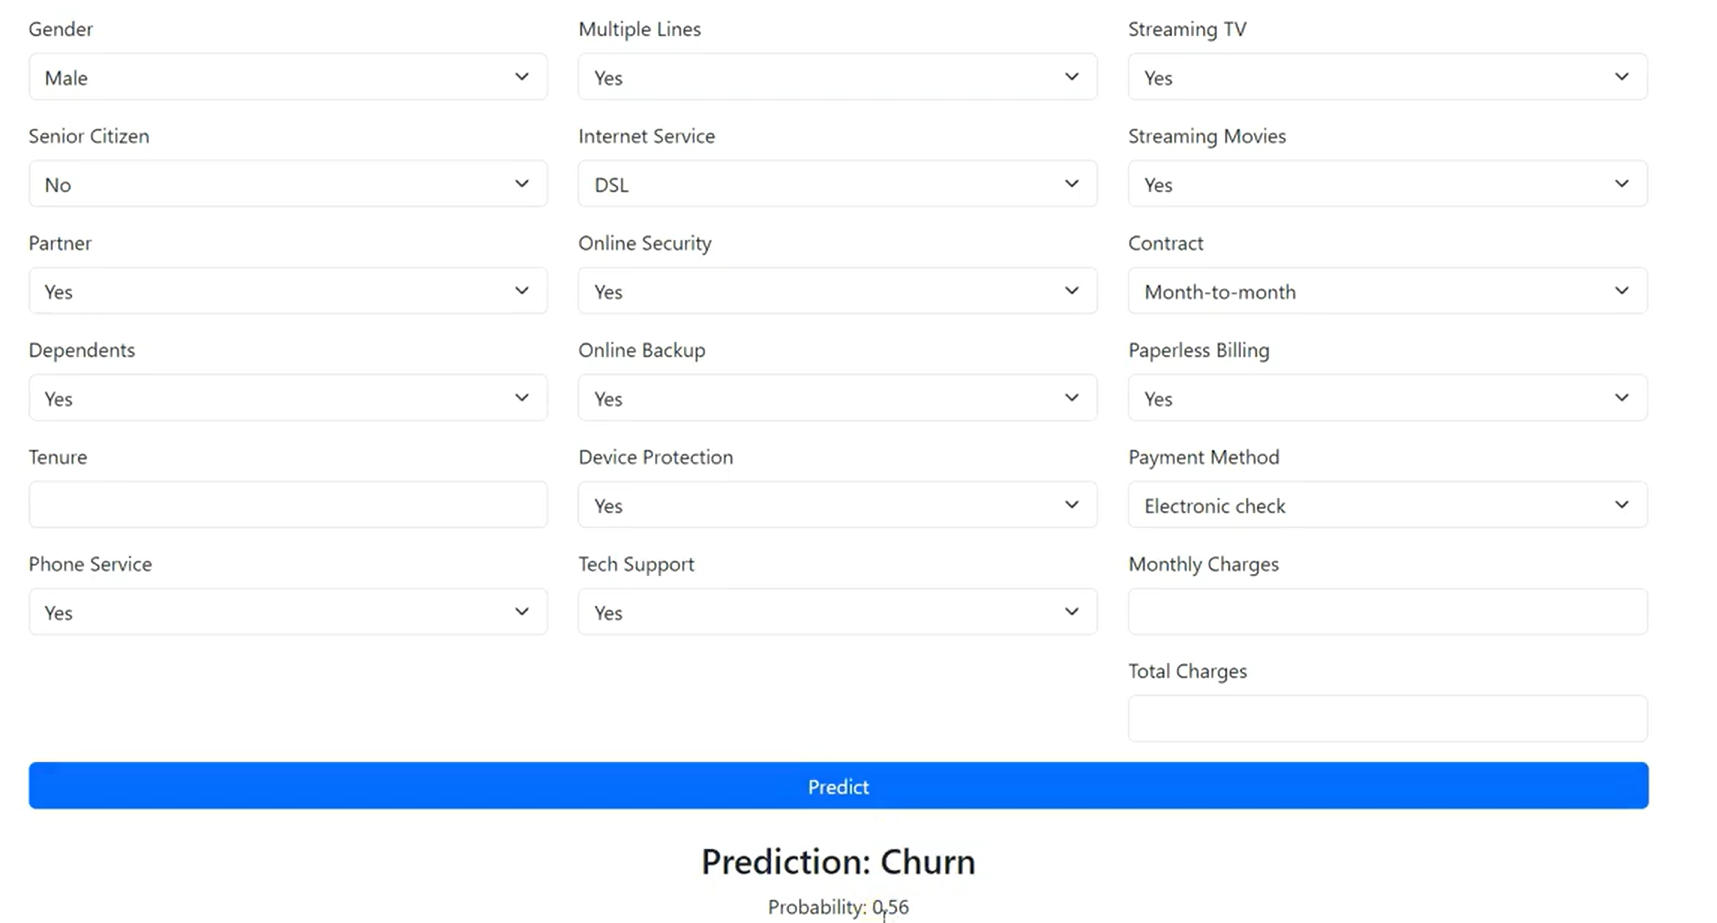 Gender
Male
Senior Citizen
No
Partner
Yes
Dependents
Yes
Tenure
Phone Service
Yes
Multiple Lines
Yes
Internet Service
DSL
Online Security
Yes
Online Backup
Yes
Device Protection
Yes
Tech Support
Yes
Streaming TV
Yes
Streaming Movies
Yes
Contract
Month-to-month
Paperless Billing
Yes
Payment Method
Electronic check
Monthly Charges
Total Charges
Predict
Prediction: Churn
Probability: 0.56